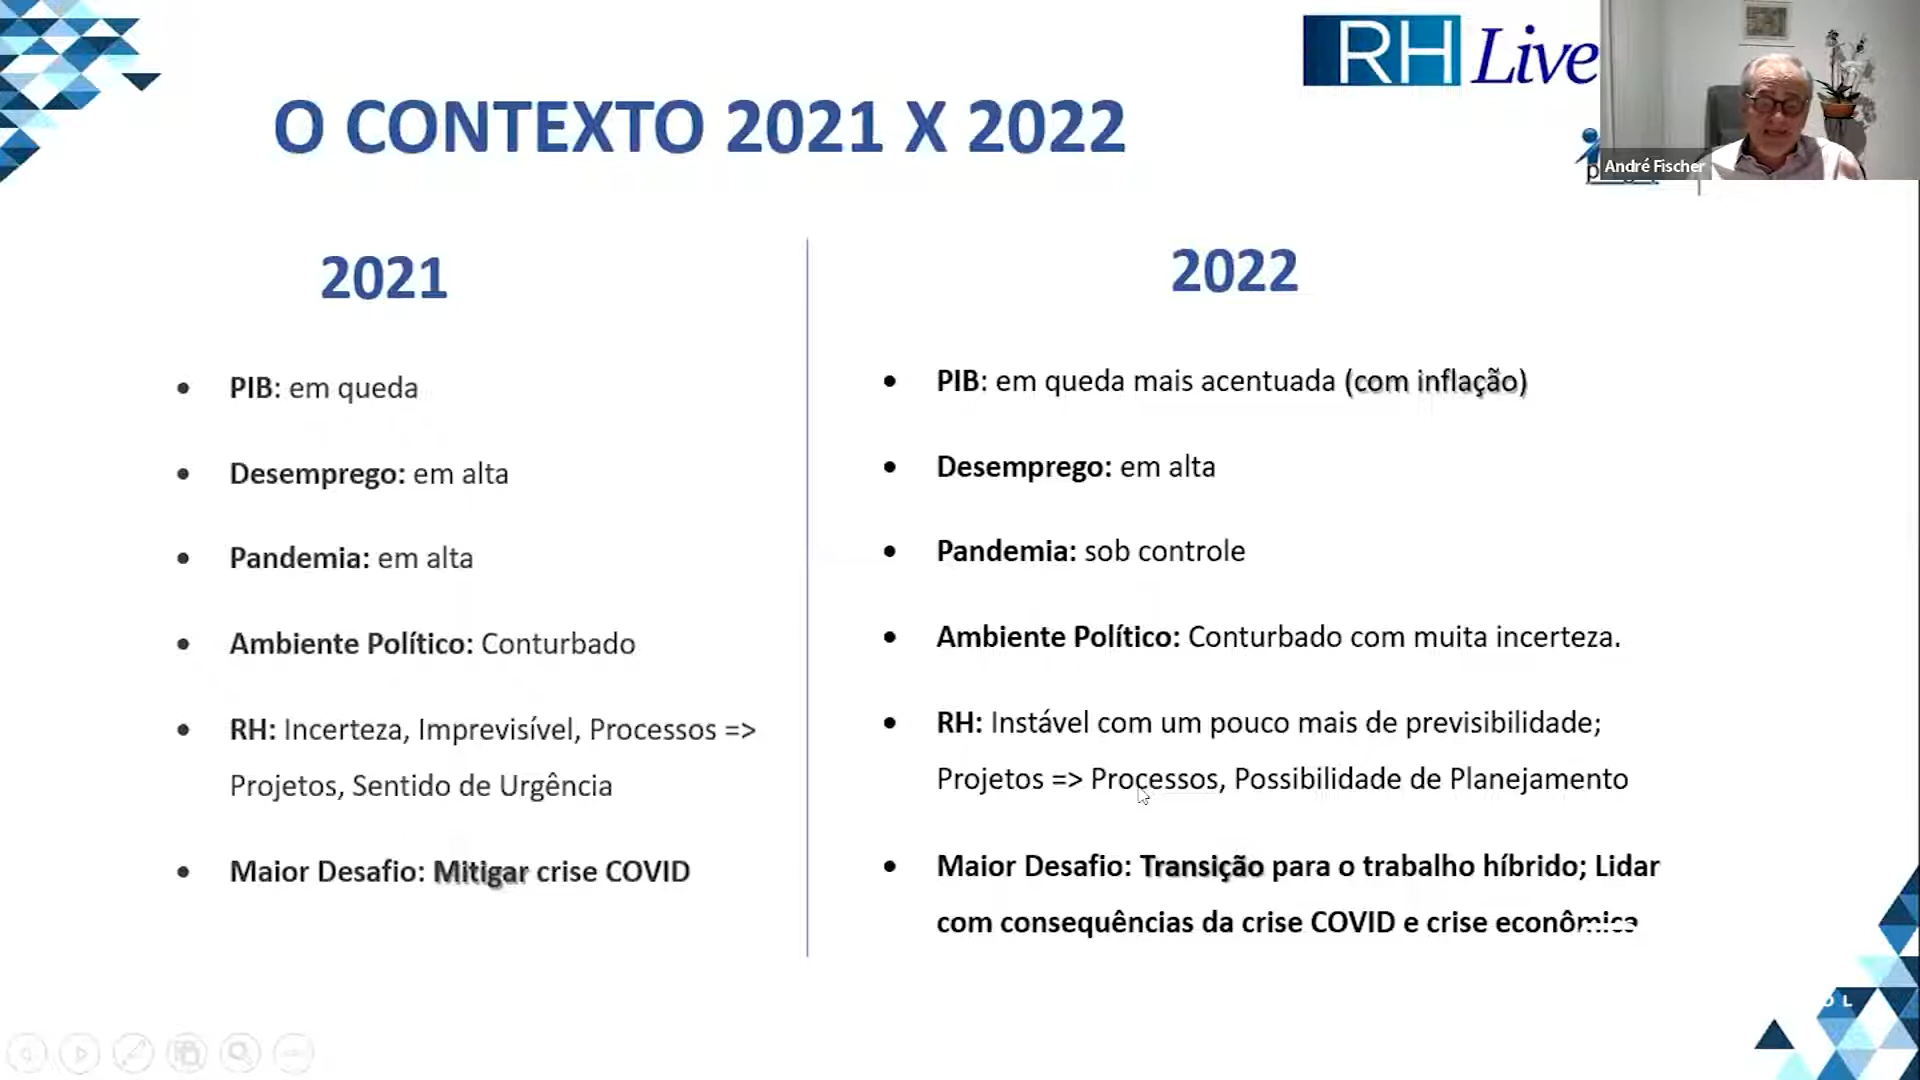 RH Live
André Fischer
O CONTEXTO 2021 X 2022
2021
PIB: em queda
Desemprego: em alta
Pandemia: em alta
Ambiente Político: Conturbado
RH: Incerteza, Imprevisível, Processos =>
Projetos, Sentido de Urgência
Maior Desafio: Mitigar crise COVID
2022
PIB: em queda mais acentuada (com inflação)
Desemprego: em alta
Pandemia: sob controle
Ambiente Político: Conturbado com muita incerteza.
RH: Instável com um pouco mais de previsibilidade;
Projetos => Processos, Possibilidade de Planejamento
Maior Desafio: Transição para o trabalho híbrido; Lidar
com consequências da crise COVID e crise econômica